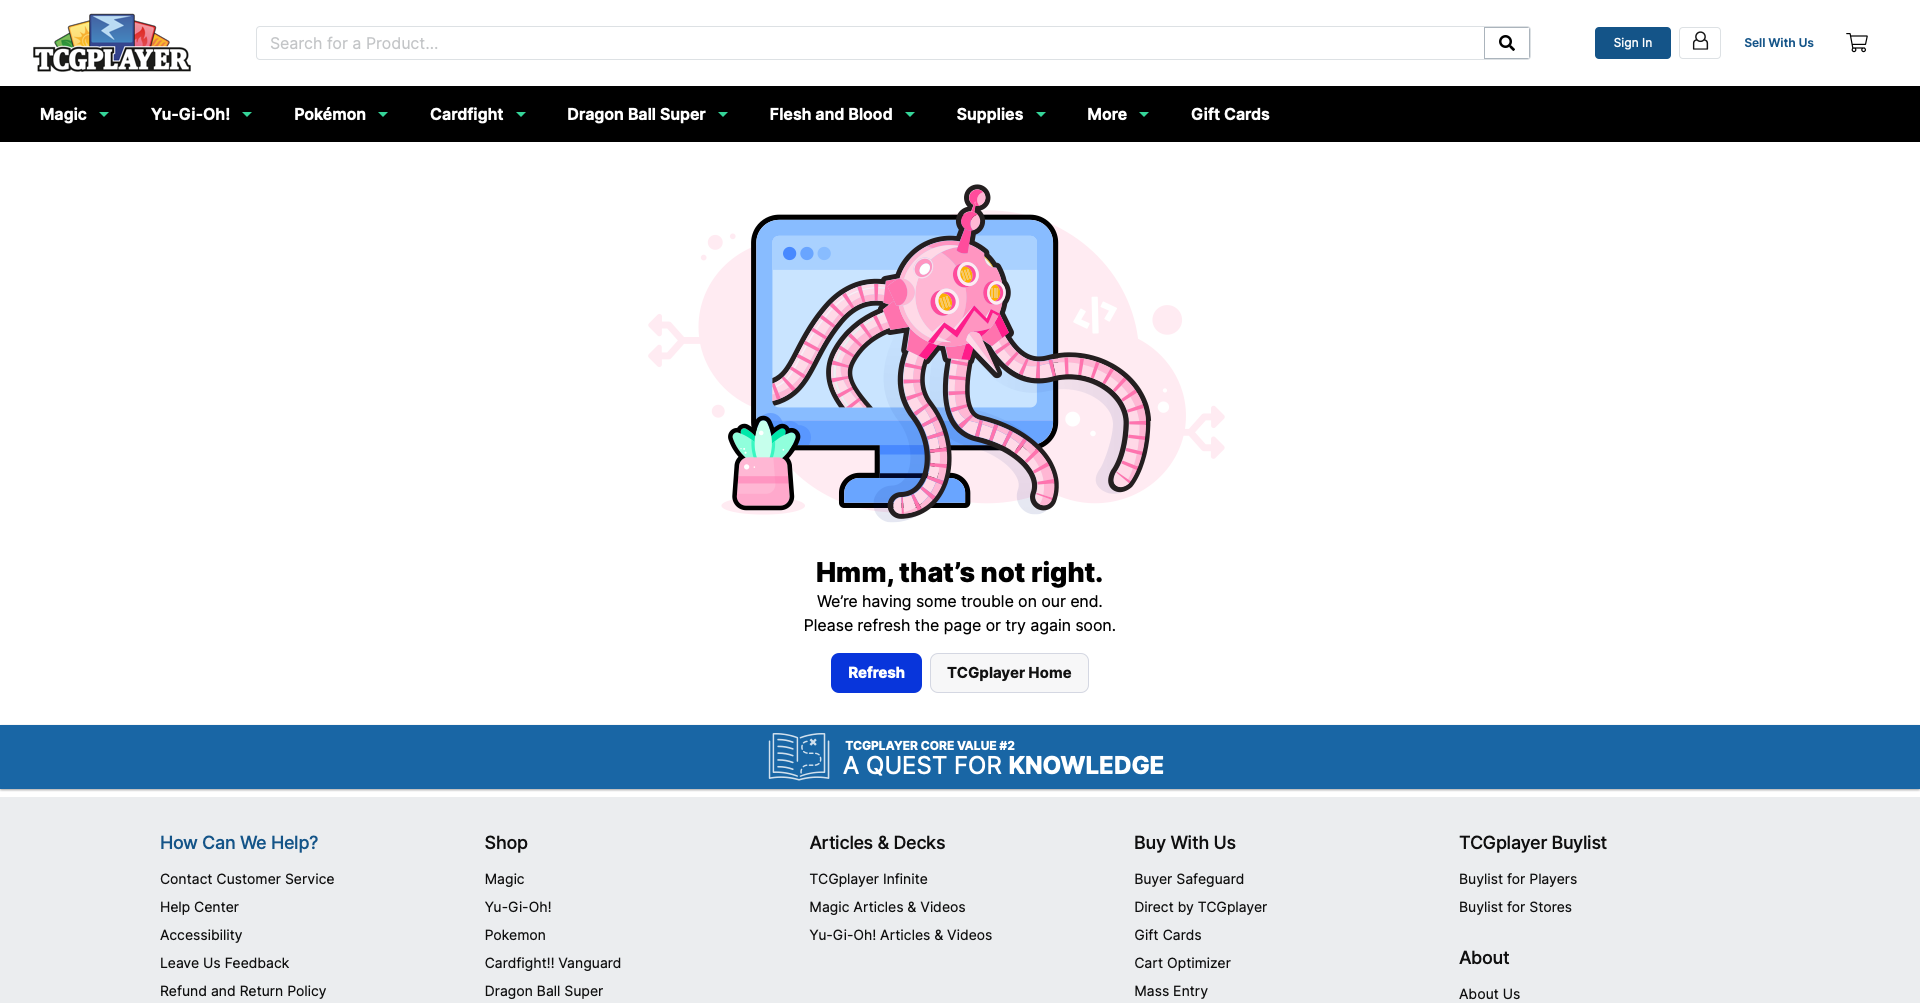 TCGPLAYER
Search for a Product...
Sign In
Sell With Us
Magic
Yu-Gi-Oh!
Pokémon
Cardfight
Dragon Ball Super
Flesh and Blood
Supplies
More
Gift Cards
</>
Hmm, that’s not right.
We’re having some trouble on our end.
Please refresh the page or try again soon.
Refresh
TCGplayer Home
TCGPLAYER CORE VALUE #2
A QUEST FOR KNOWLEDGE
How Can We Help?
Contact Customer Service
Help Center
Accessibility
Leave Us Feedback
Refund and Return Policy
Shop
Magic
Yu-Gi-Oh!
Pokemon
Cardfight!! Vanguard
Dragon Ball Super
Articles & Decks
TCGplayer Infinite
Magic Articles & Videos
Yu-Gi-Oh! Articles & Videos
Buy With Us
Buyer Safeguard
Direct by TCGplayer
Gift Cards
Cart Optimizer
Mass Entry
TCGplayer Buylist
Buylist for Players
Buylist for Stores
About
About Us